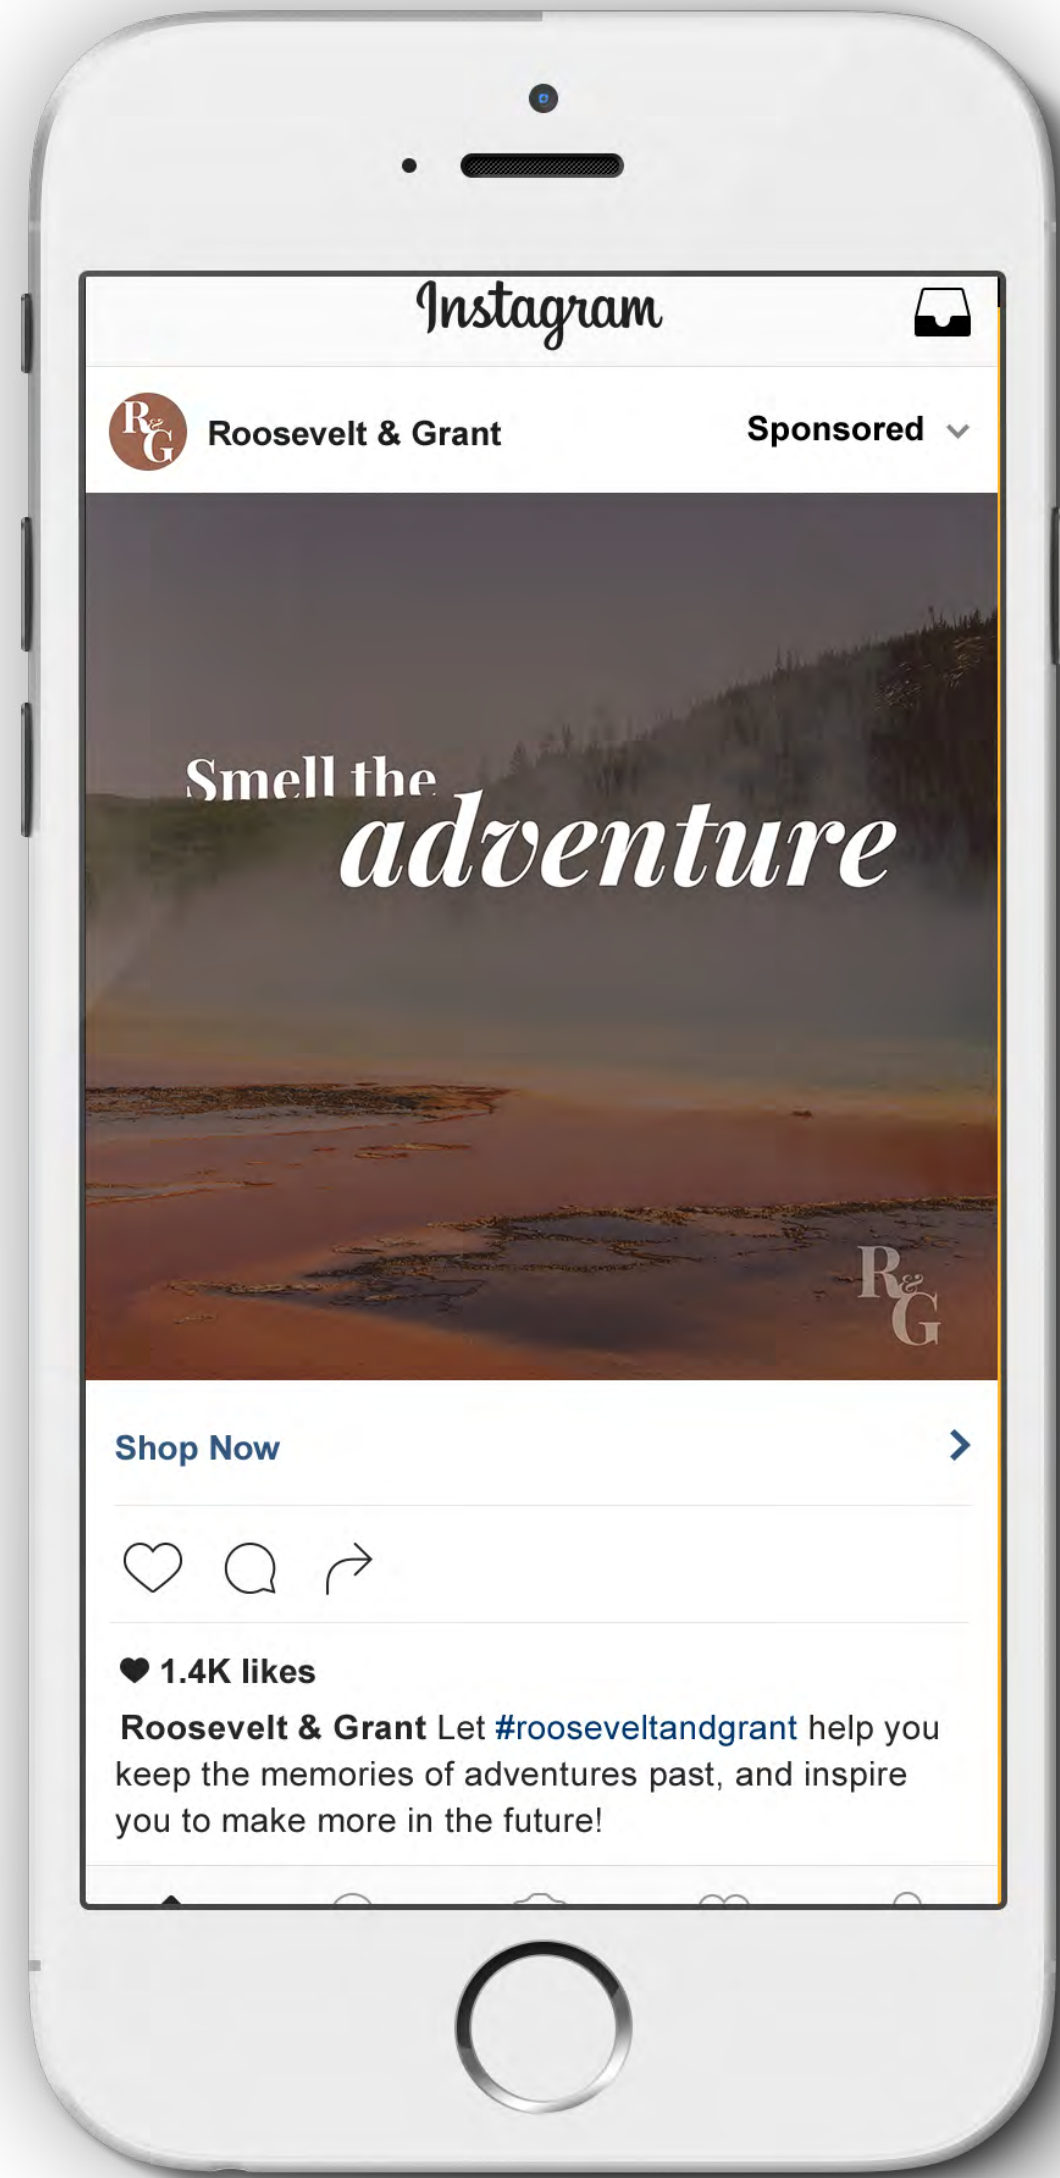 Instagram
R&G
Roosevelt & Grant
Sponsored
Smell the
adventure
R&G
Shop Now
1.4K likes
Roosevelt & Grant Let #rooseveltandgrant help you
keep the memories of adventures past, and inspire
you to make more in the future!